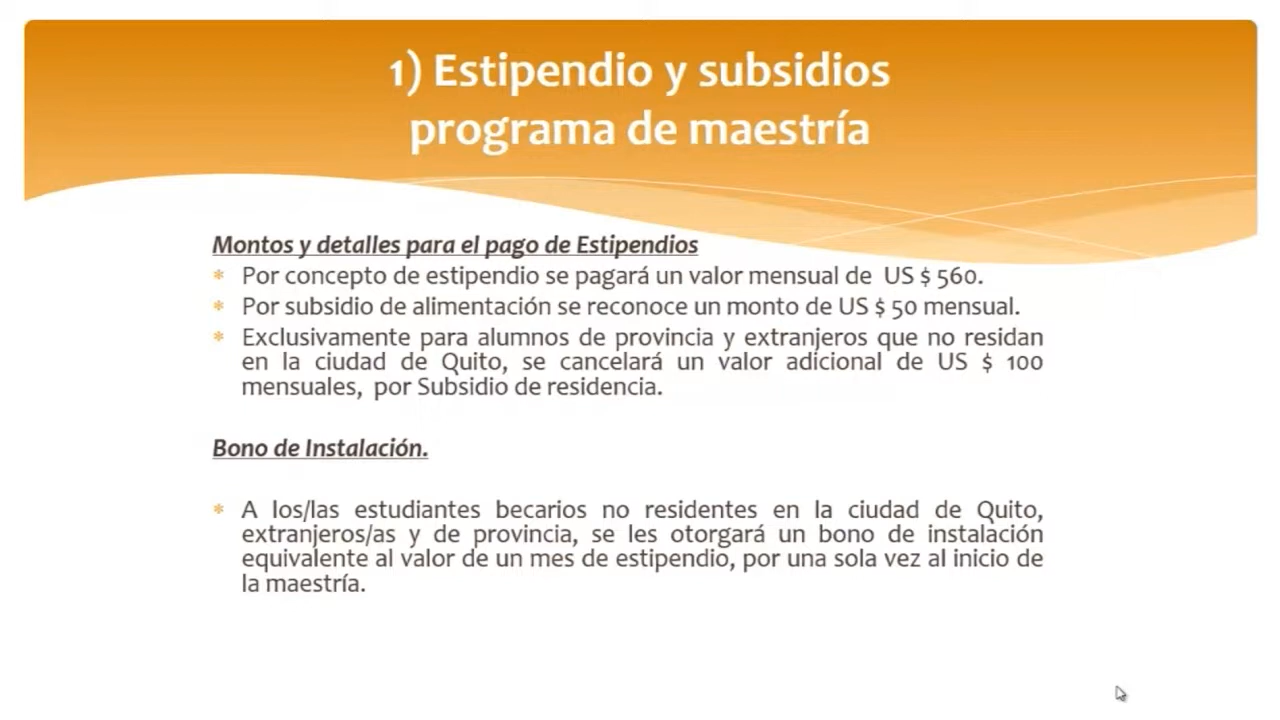 1) Estipendio y subsidios
programa de maestría
Montos y detalles para el pago de Estipendios
* Por concepto de estipendio se pagará un valor mensual de US $ 560.
* Por subsidio de alimentación se reconoce un monto de US $ 50 mensual.
* Exclusivamente para alumnos de provincia y extranjeros que no residan
en la ciudad de Quito, se cancelará un valor adicional de US $ 100
mensuales, por Subsidio de residencia.
Bono de Instalación.
* A los/las estudiantes becarios no residentes en la ciudad de Quito,
extranjeros/as y de provincia, se les otorgará un bono de instalación
equivalente al valor de un mes de estipendio, por una sola vez al inicio de
la maestría.